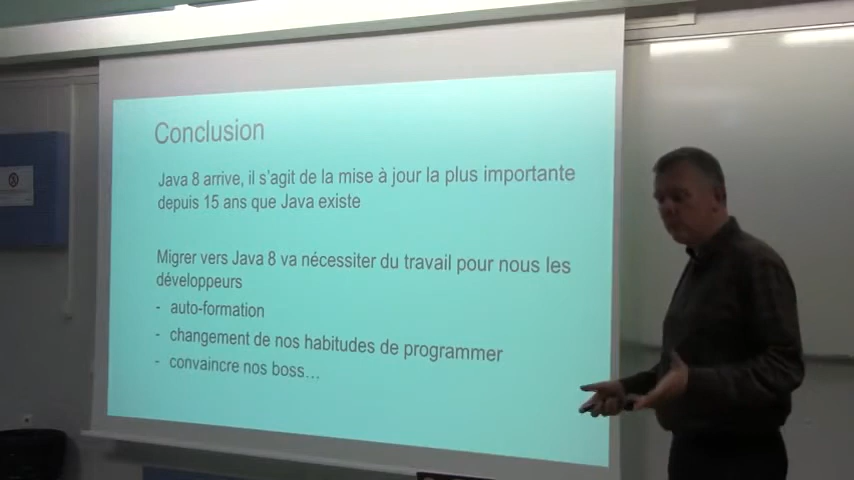 Conclusion
Java 8 arrive, il s'agit de la mise à jour la plus importante
depuis 15 ans que Java existe
Migrer vers Java 8 va nécessiter du travail pour nous les
développeurs
- auto-formation
- changement de nos habitudes de programmer
- convaincre nos boss…